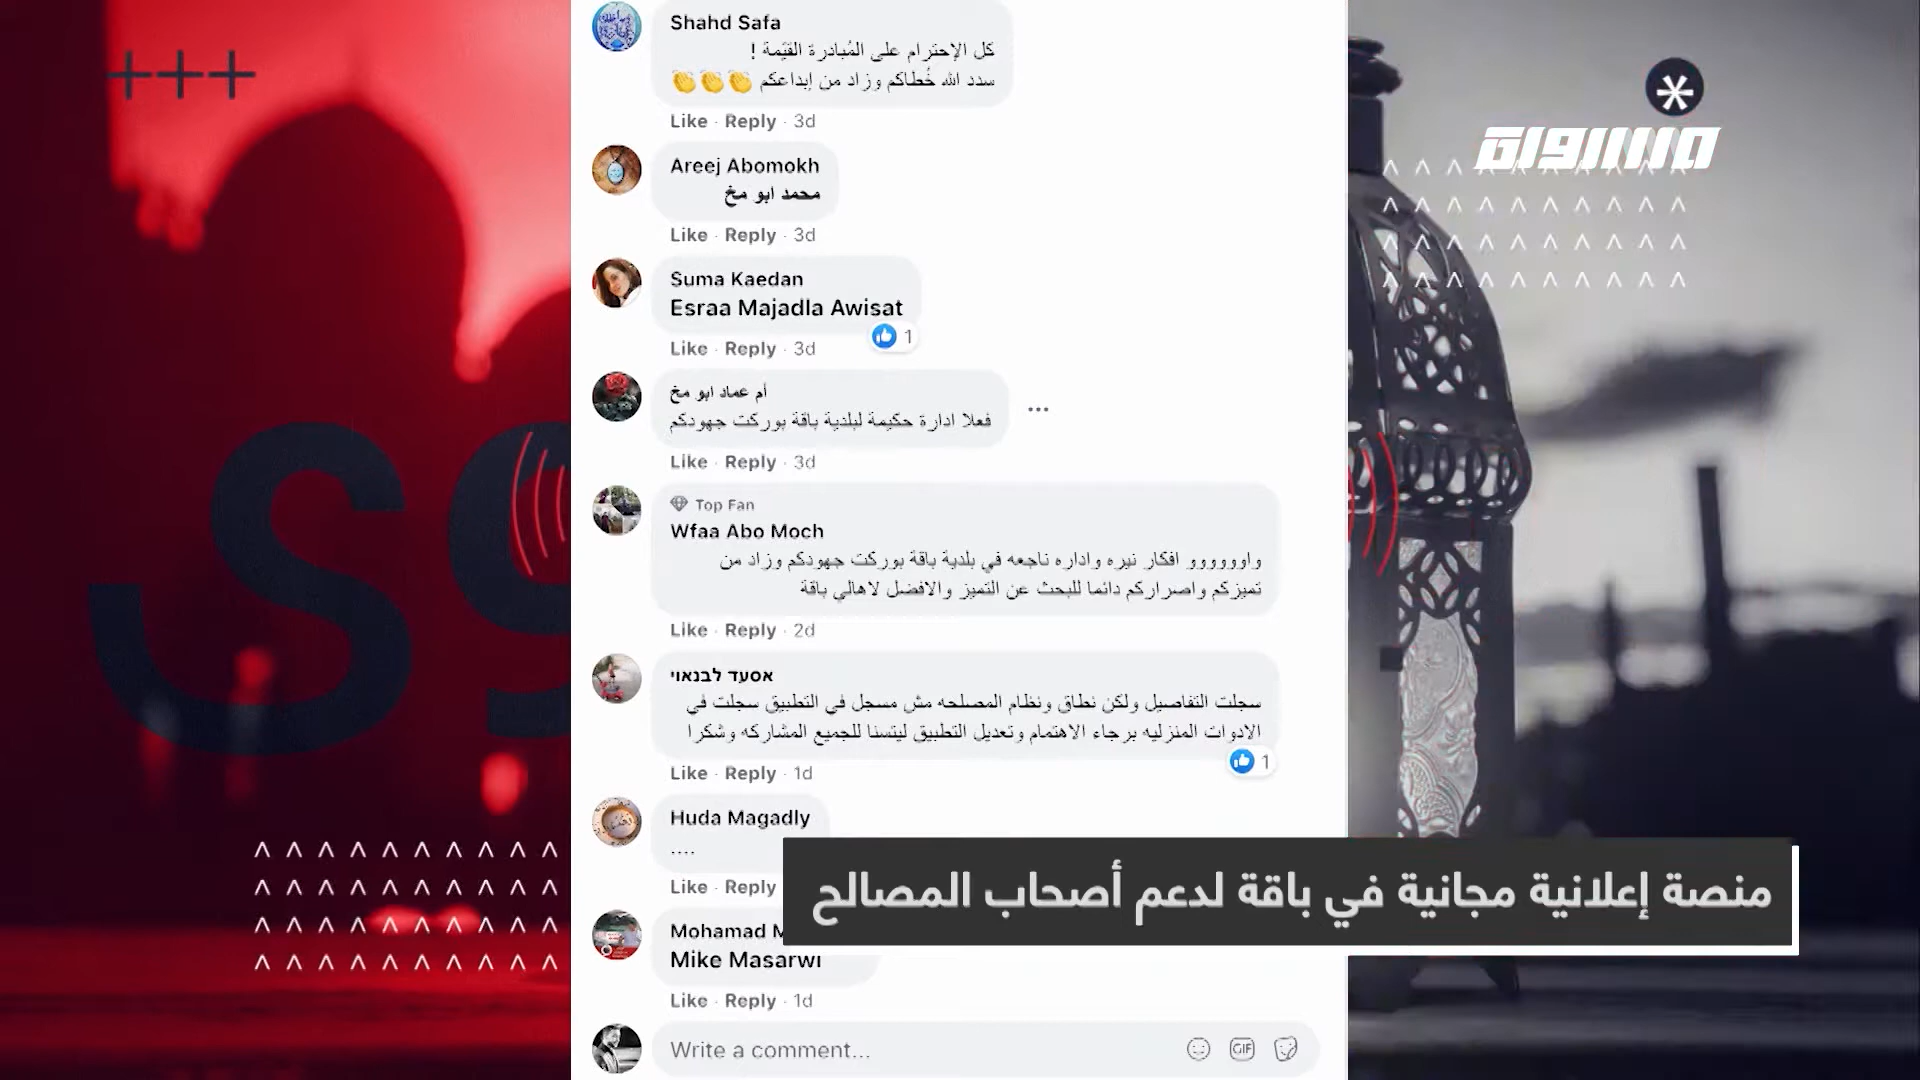 Shahd Safa
كل الإحترام على المُبادرة القيّمة !
سدد الله خُطاكم وزاد من إبداعكم 👏👏👏
Like · Reply · 3d
مساواة
Areej Abomokh
محمد ابو مخ
Like · Reply · 3d
Suma Kaedan
Esraa Majadla Awisat
1
Like · Reply · 3d
أم عماد ابو مخ
فعلا ادارة حكيمة لبلدية باقة بوركت جهودكم
Like · Reply · 3d
Top Fan
Wfaa Abo Moch
واوووووو افكار نيره واداره ناجعه في بلدية باقة بوركت جهودكم وزاد من
تميزكم واصراركم دائما للبحث عن التميز والافضل لاهالي باقة
Like · Reply · 2d
אסעד לבנאוי
سجلت التفاصيل ولكن نطاق ونظام المصلحه مش مسجل في التطبيق سجلت في
الادوات المنزليه برجاء الاهتمام وتعديل التطبيق ليتسنا للجميع المشاركه وشكرا
1
Like · Reply · 1d
Huda Magadly
....
Like · Reply
منصة إعلانية مجانية في باقة لدعم أصحاب المصالح
Mohamad M
Mike Masarwi
Like · Reply · 1d
Write a comment...
GIF